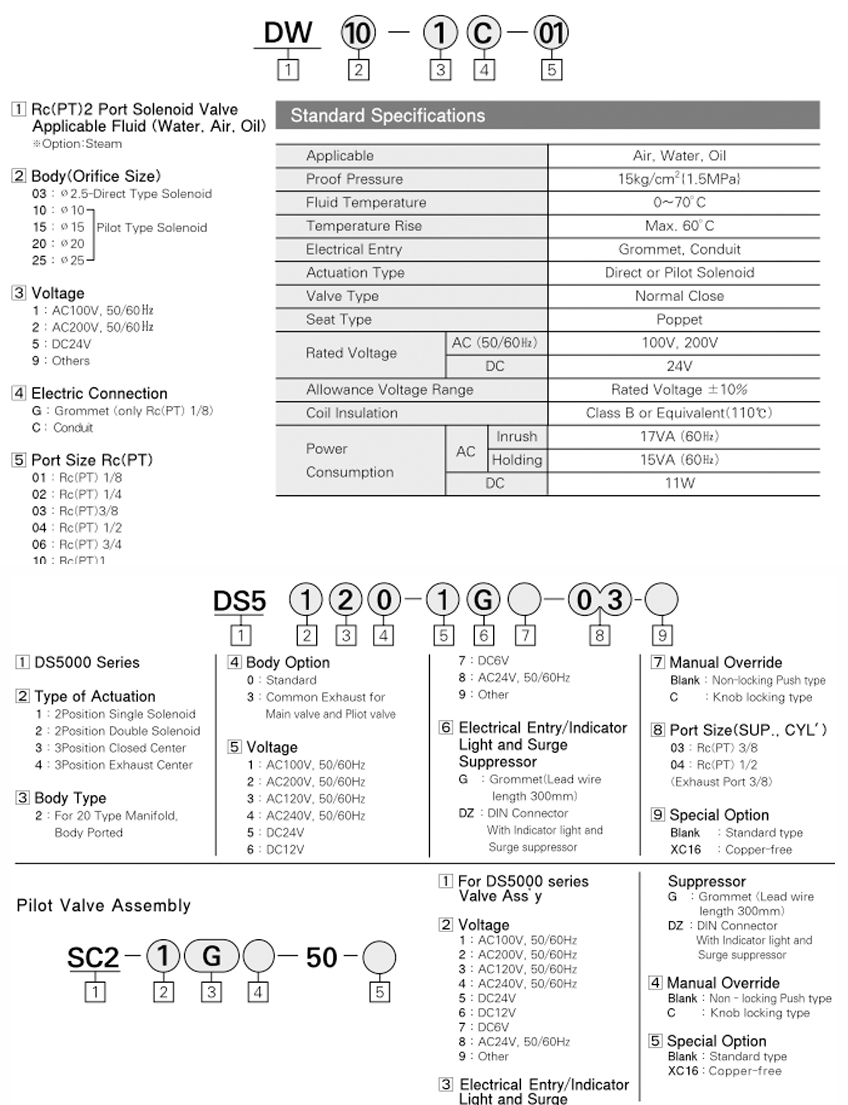 DW 10 - 1 C - 01
1 2 3 4 5
1 Rc(PT)2 Port Solenoid Valve
Applicable Fluid (Water, Air, Oil)
※Option:Steam
2 Body(Orifice Size)
03 : ø2.5-Direct Type Solenoid
10 : ø10
15 : ø15 Pilot Type Solenoid
20 : ø20
25 : ø25
3 Voltage
1 : AC100V, 50/60Hz
2 : AC200V, 50/60Hz
5 : DC24V
9 : Others
4 Electric Connection
G : Grommet (only Rc(PT) 1/8)
C : Conduit
5 Port Size Rc(PT)
01 : Rc(PT) 1/8
02 : Rc(PT) 1/4
03 : Rc(PT)3/8
04 : Rc(PT) 1/2
06 : Rc(PT) 3/4
10 : Rc(PT)1
Standard Specifications
Applicable Air, Water, Oil
Proof Pressure 15kg/cm²{1.5MPa}
Fluid Temperature 0~70°C
Temperature Rise Max. 60°C
Electrical Entry Grommet, Conduit
Actuation Type Direct or Pilot Solenoid
Valve Type Normal Close
Seat Type Poppet
Rated Voltage AC (50/60Hz) 100V, 200V
DC 24V
Allowance Voltage Range Rated Voltage ±10%
Coil Insulation Class B or Equivalent(110℃)
Power Consumption AC Inrush 17VA (60Hz)
Holding 15VA (60Hz)
DC 11W
DS5 1 2 0 - 1 G - 0 3 -
1 2 3 4 5 6 7 8 9
1 DS5000 Series
2 Type of Actuation
1 : 2Position Single Solenoid
2 : 2Position Double Solenoid
3 : 3Position Closed Center
4 : 3Position Exhaust Center
3 Body Type
2 : For 20 Type Manifold,
Body Ported
4 Body Option
0 : Standard
3 : Common Exhaust for
Main valve and Pliot valve
5 Voltage
1 : AC100V, 50/60Hz
2 : AC200V, 50/60Hz
3 : AC120V, 50/60Hz
4 : AC240V, 50/60Hz
5 : DC24V
6 : DC12V
7 : DC6V
8 : AC24V, 50/60Hz
9 : Other
6 Electrical Entry/Indicator
Light and Surge
Suppressor
G : Grommet(Lead wire
length 300mm)
DZ : DIN Connector
With Indicator light and
Surge suppressor
7 Manual Override
Blank : Non-locking Push type
C : Knob locking type
8 Port Size(SUP., CYL')
03 : Rc(PT) 3/8
04 : Rc(PT) 1/2
(Exhaust Port 3/8)
9 Special Option
Blank : Standard type
XC16 : Copper-free
Pilot Valve Assembly
SC2 - 1 G - 50 -
1 2 3 4 5
1 For DS5000 series
Valve Ass`y
2 Voltage
1 : AC100V, 50/60Hz
2 : AC200V, 50/60Hz
3 : AC120V, 50/60Hz
4 : AC240V, 50/60Hz
5 : DC24V
6 : DC12V
7 : DC6V
8 : AC24V, 50/60Hz
9 : Other
3 Electrical Entry/Indicator
Light and Surge
Suppressor
G : Grommet (Lead wire
length 300mm)
DZ : DIN Connector
With Indicator light and
Surge suppressor
4 Manual Override
Blank : Non - locking Push type
C : Knob locking type
5 Special Option
Blank : Standard type
XC16 : Copper-free